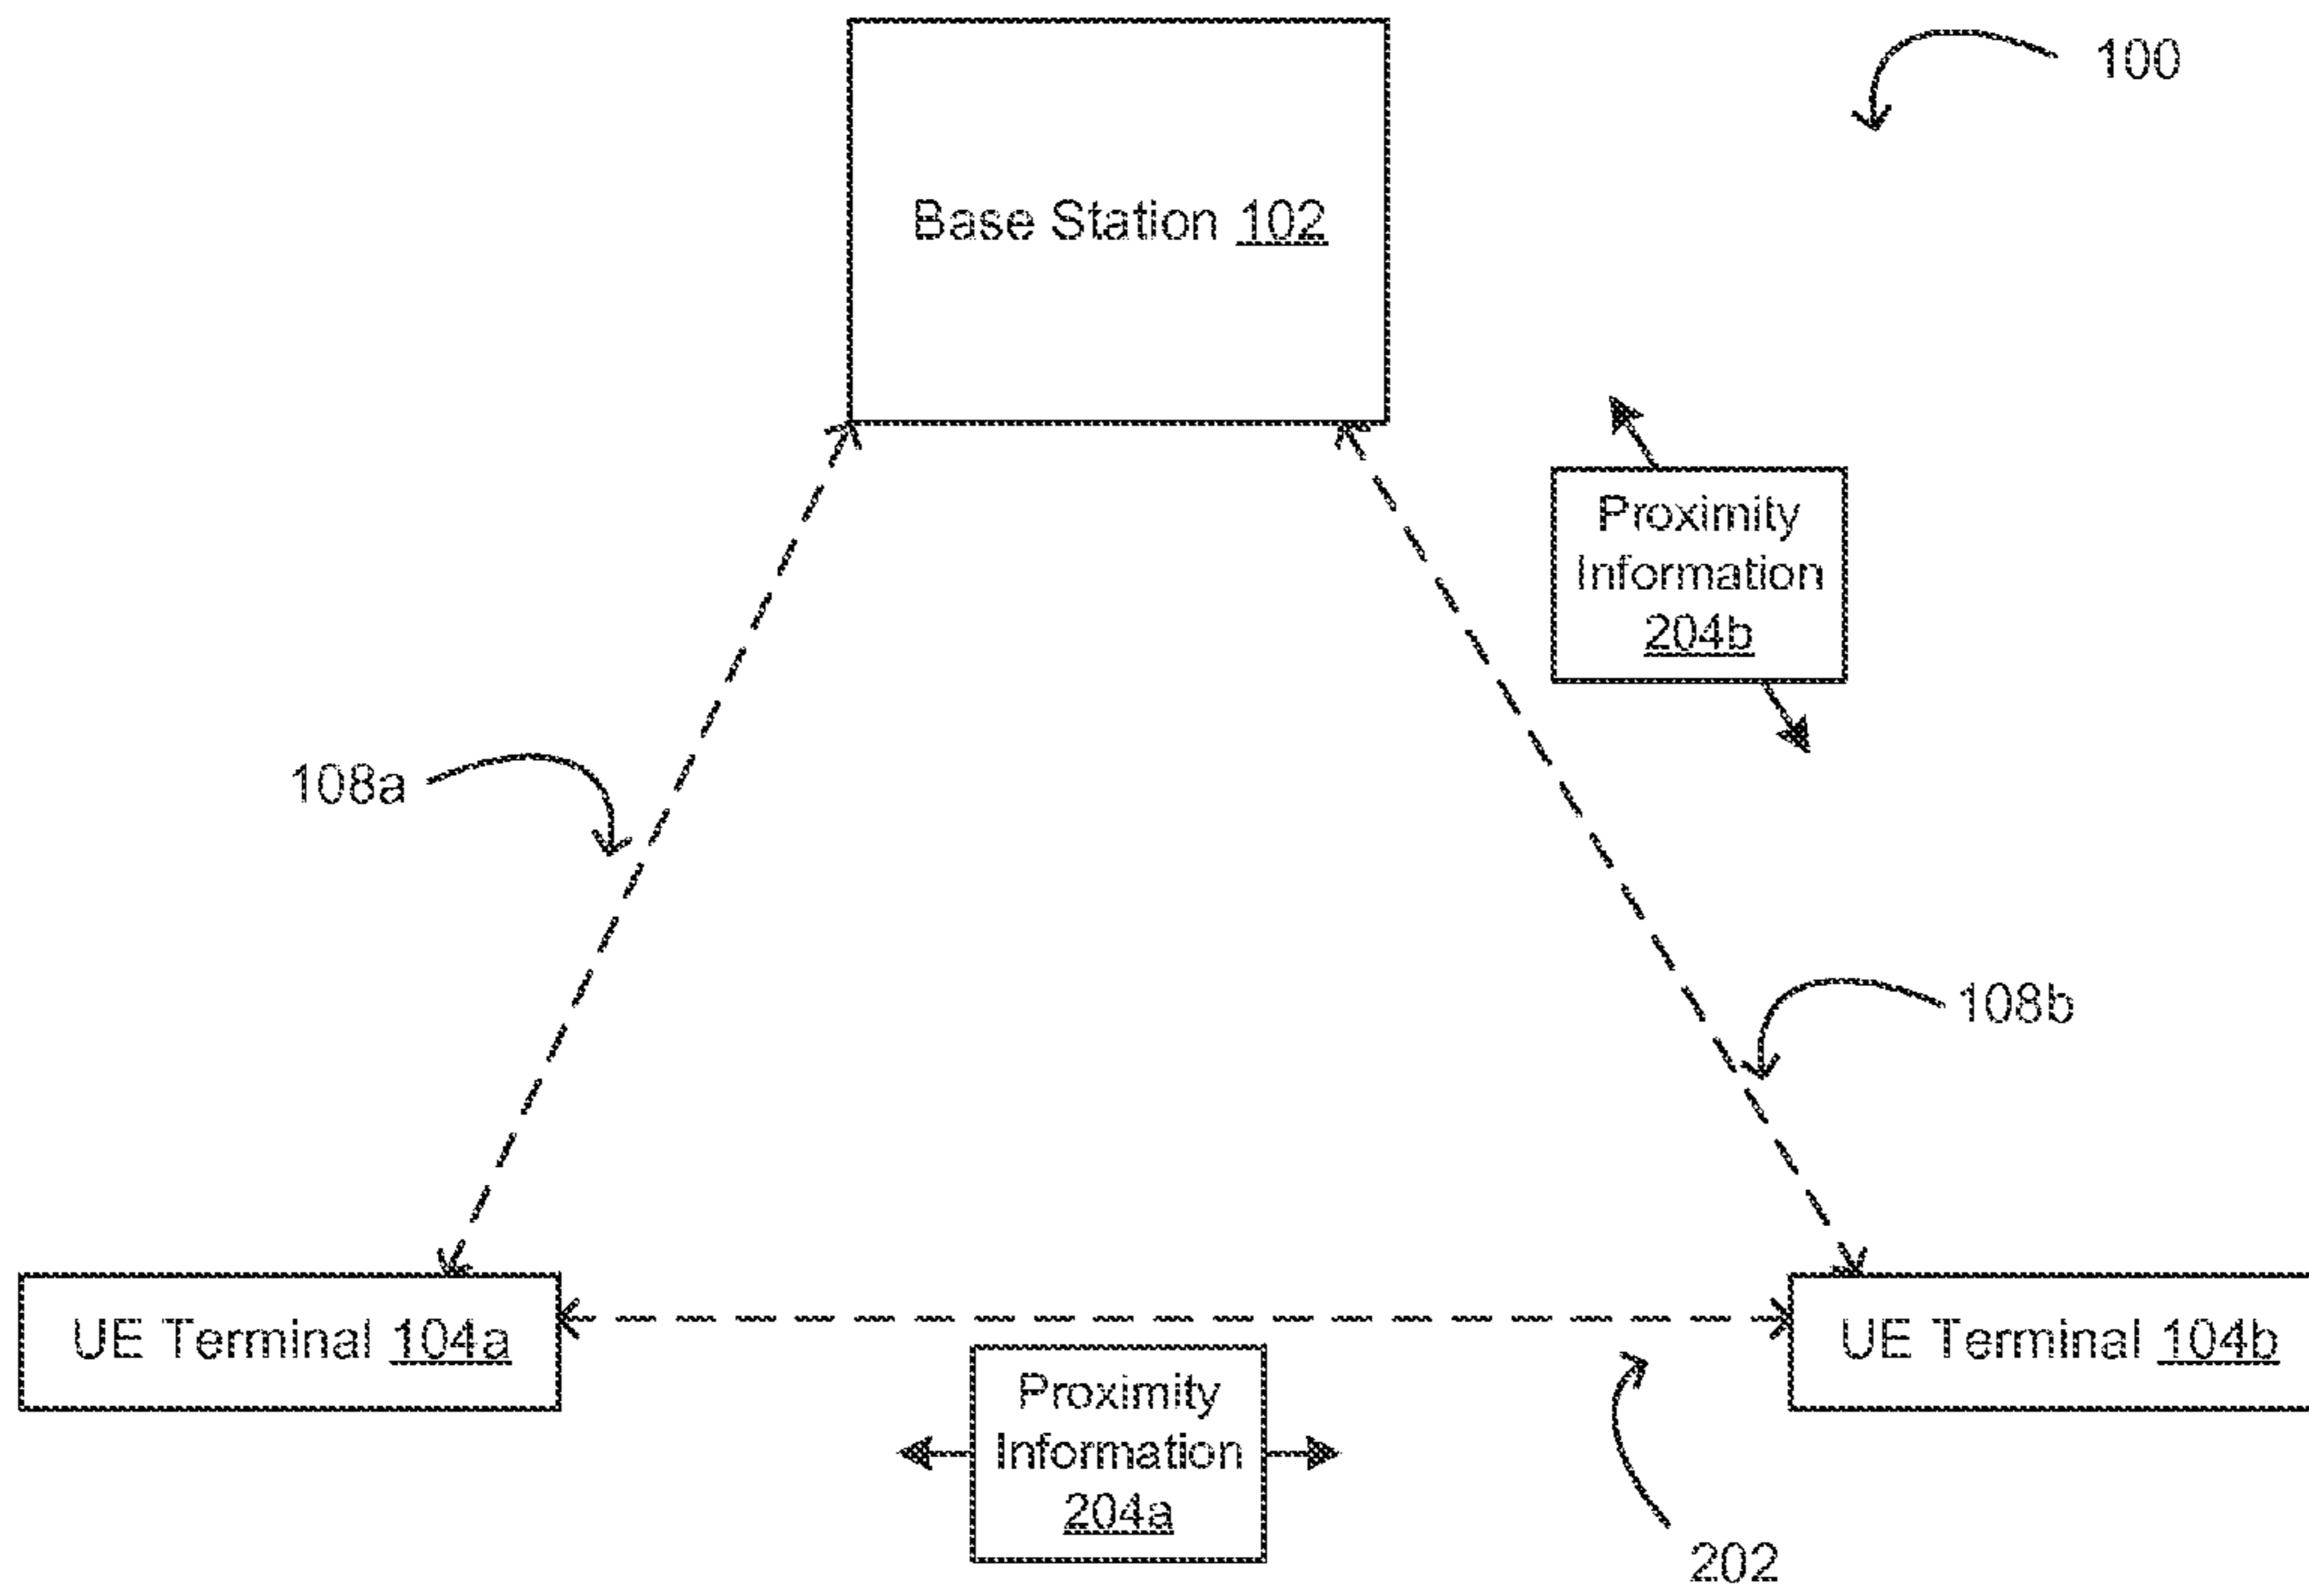 100
Base Station 102
Proximity
Information
204b
108a
108b
UE Terminal 104a
UE Terminal 104b
Proximity
Information
204a
202